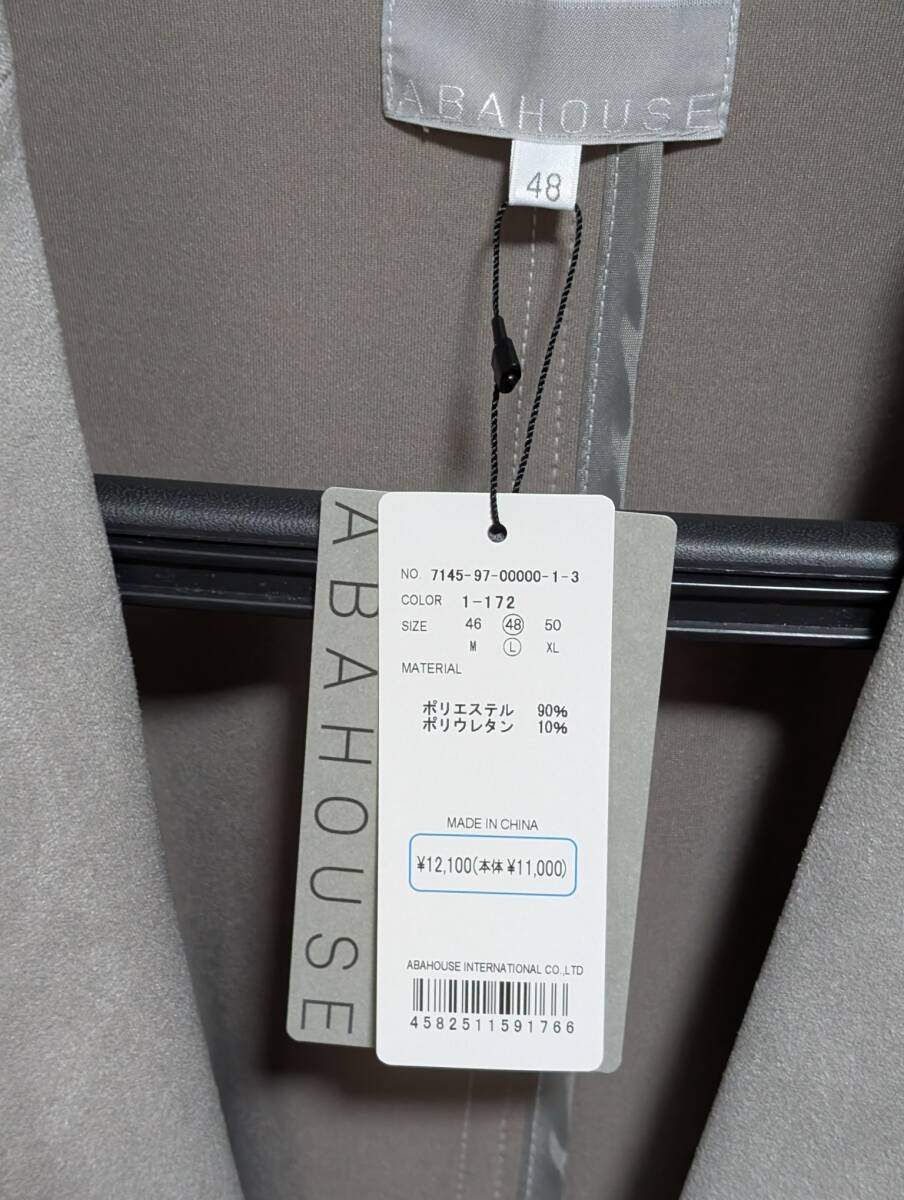 ABAHOUSE
48
ABAHOUSE
NO. 7145-97-00000-1-3
COLOR 1-172
SIZE 46 48 50
M L XL
MATERIAL
ポリエステル 90%
ポリウレタン 10%
MADE IN CHINA
¥12,100(本体¥11,000)
ABAHOUSE INTERNATIONAL CO.,LTD
4582511591766